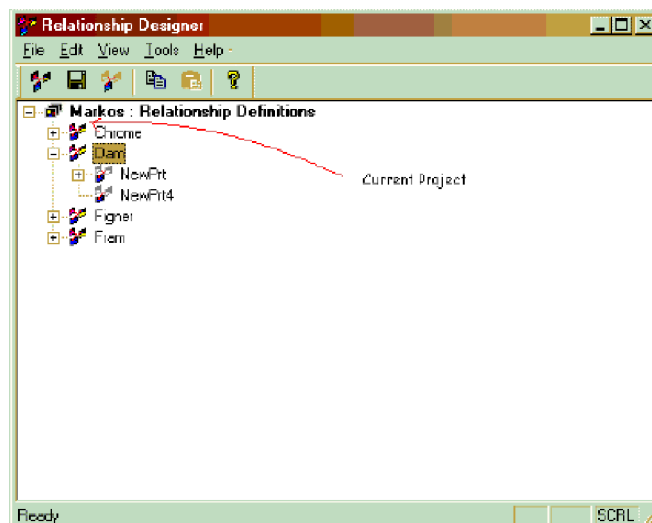 Relationship Designer
File Edit View Tools Help
Markos : Relationship Definitions
Chrome
Dam
NewPrt
Current Project
NewPrt4
Figner
Fram
Ready
SCRL